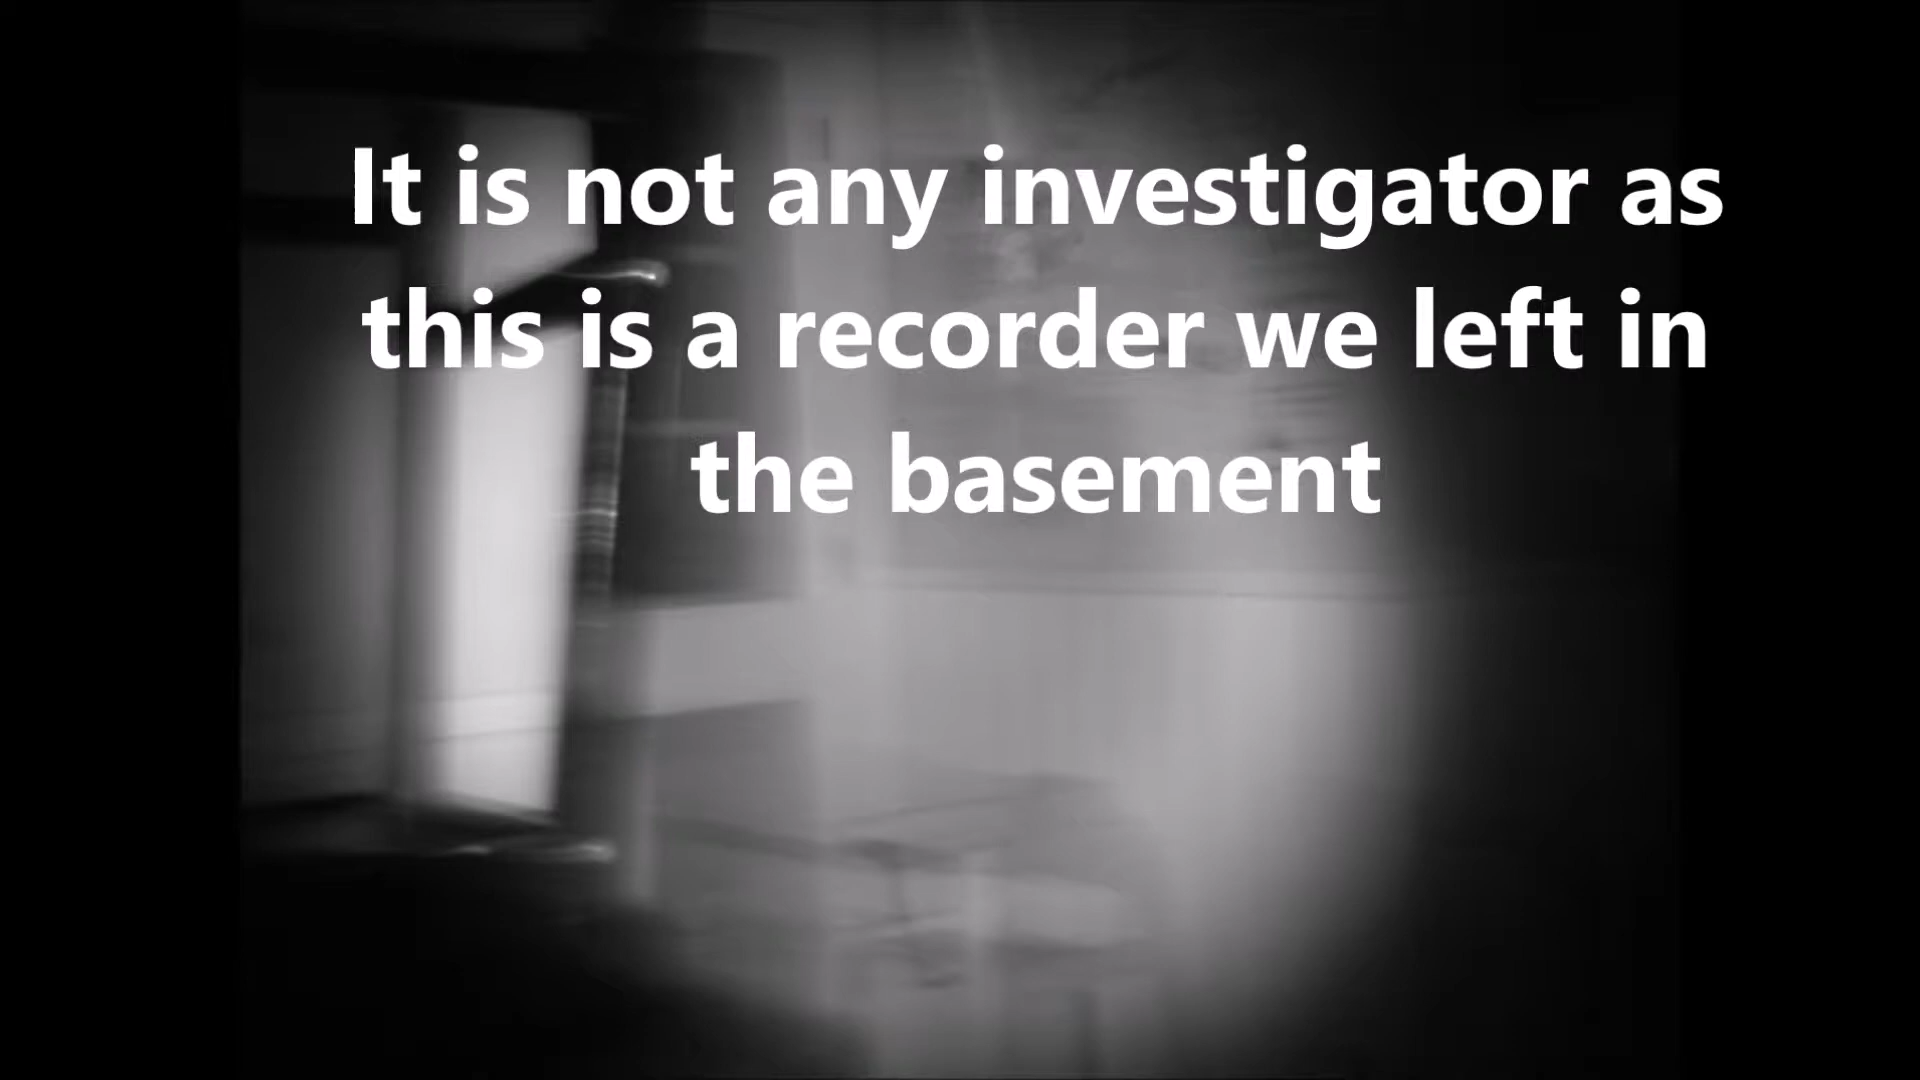 It is not any investigator as
this is a recorder we left in
the basement